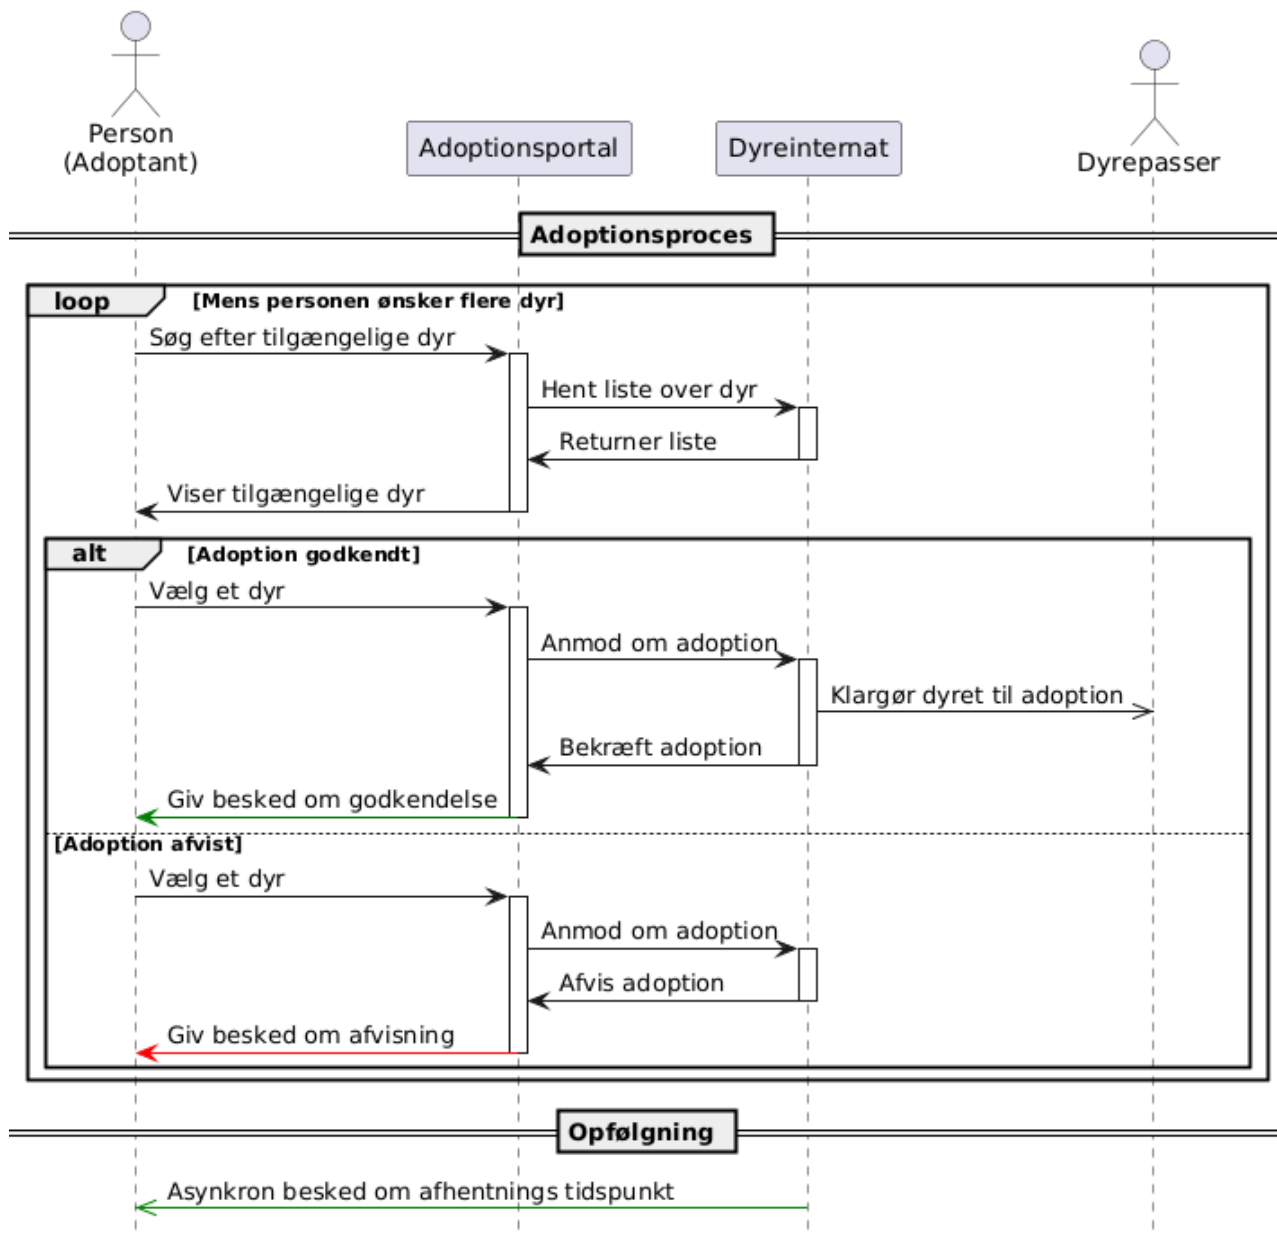 Person
(Adoptant)
Adoptionsportal
Dyreinternat
Dyrepasser
Adoptionsproces
loop [Mens personen ønsker flere dyr]
Søg efter tilgængelige dyr
Hent liste over dyr
Returner liste
Viser tilgængelige dyr
alt [Adoption godkendt]
Vælg et dyr
Anmod om adoption
Klargør dyret til adoption
Bekræft adoption
Giv besked om godkendelse
[Adoption afvist]
Vælg et dyr
Anmod om adoption
Afvis adoption
Giv besked om afvisning
Opfølgning
Asynkron besked om afhentnings tidspunkt